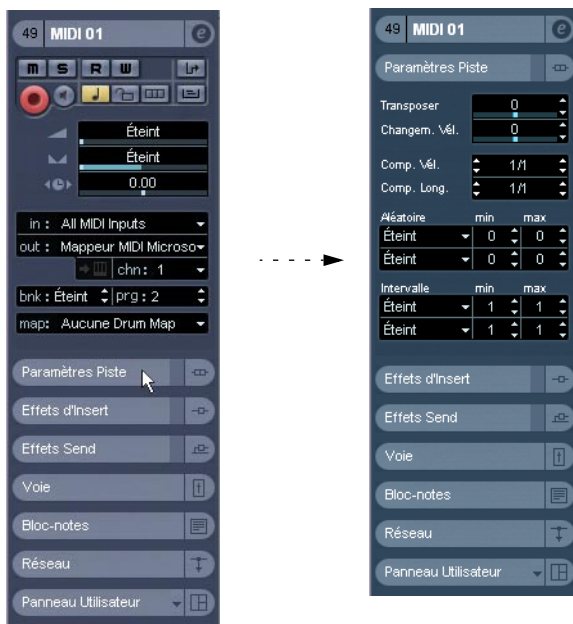 49 MIDI 01 e
m S R W
Éteint
Éteint
0.00
in : All MIDI Inputs
out : Mappeur MIDI Microso
chn : 1
bnk : Éteint prg : 2
map: Aucune Drum Map
Paramètres Piste
Effets d'Insert
Effets Send
Voie
Bloc-notes
Réseau
Panneau Utilisateur
49 MIDI 01 e
Paramètres Piste
Transposer 0
Changem. Vél. 0
Comp. Vél. 1/1
Comp. Long. 1/1
Aléatoire min max
Éteint 0 0
Éteint 0 0
Intervalle min max
Éteint 1 1
Éteint 1 1
Effets d'Insert
Effets Send
Voie
Bloc-notes
Réseau
Panneau Utilisateur